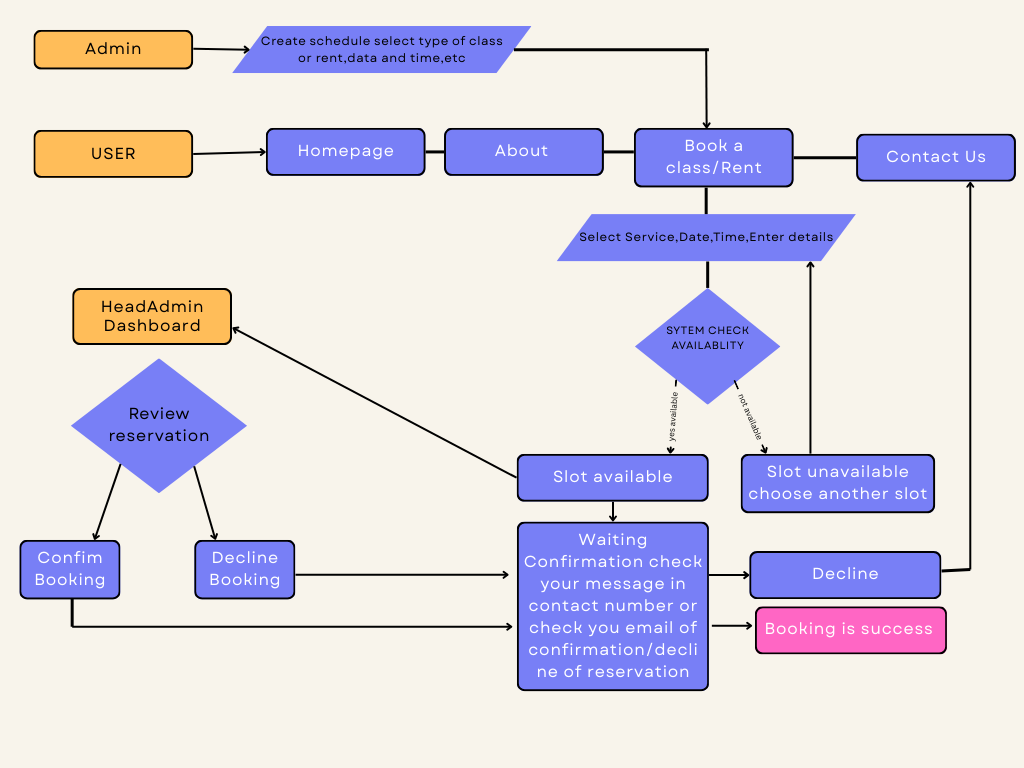 Admin
Create schedule select type of class
or rent,data and time,etc
USER
Homepage
About
Book a
class/Rent
Contact Us
Select Service,Date,Time,Enter details
HeadAdmin
Dashboard
SYTEM CHECK
AVAILABLITY
Review
reservation
yes available
not available
Slot available
Slot unavailable
choose another slot
Confim
Booking
Decline
Booking
Waiting
Confirmation check
your message in
contact number or
check you email of
confirmation/decli
ne of reservation
Decline
Booking is success